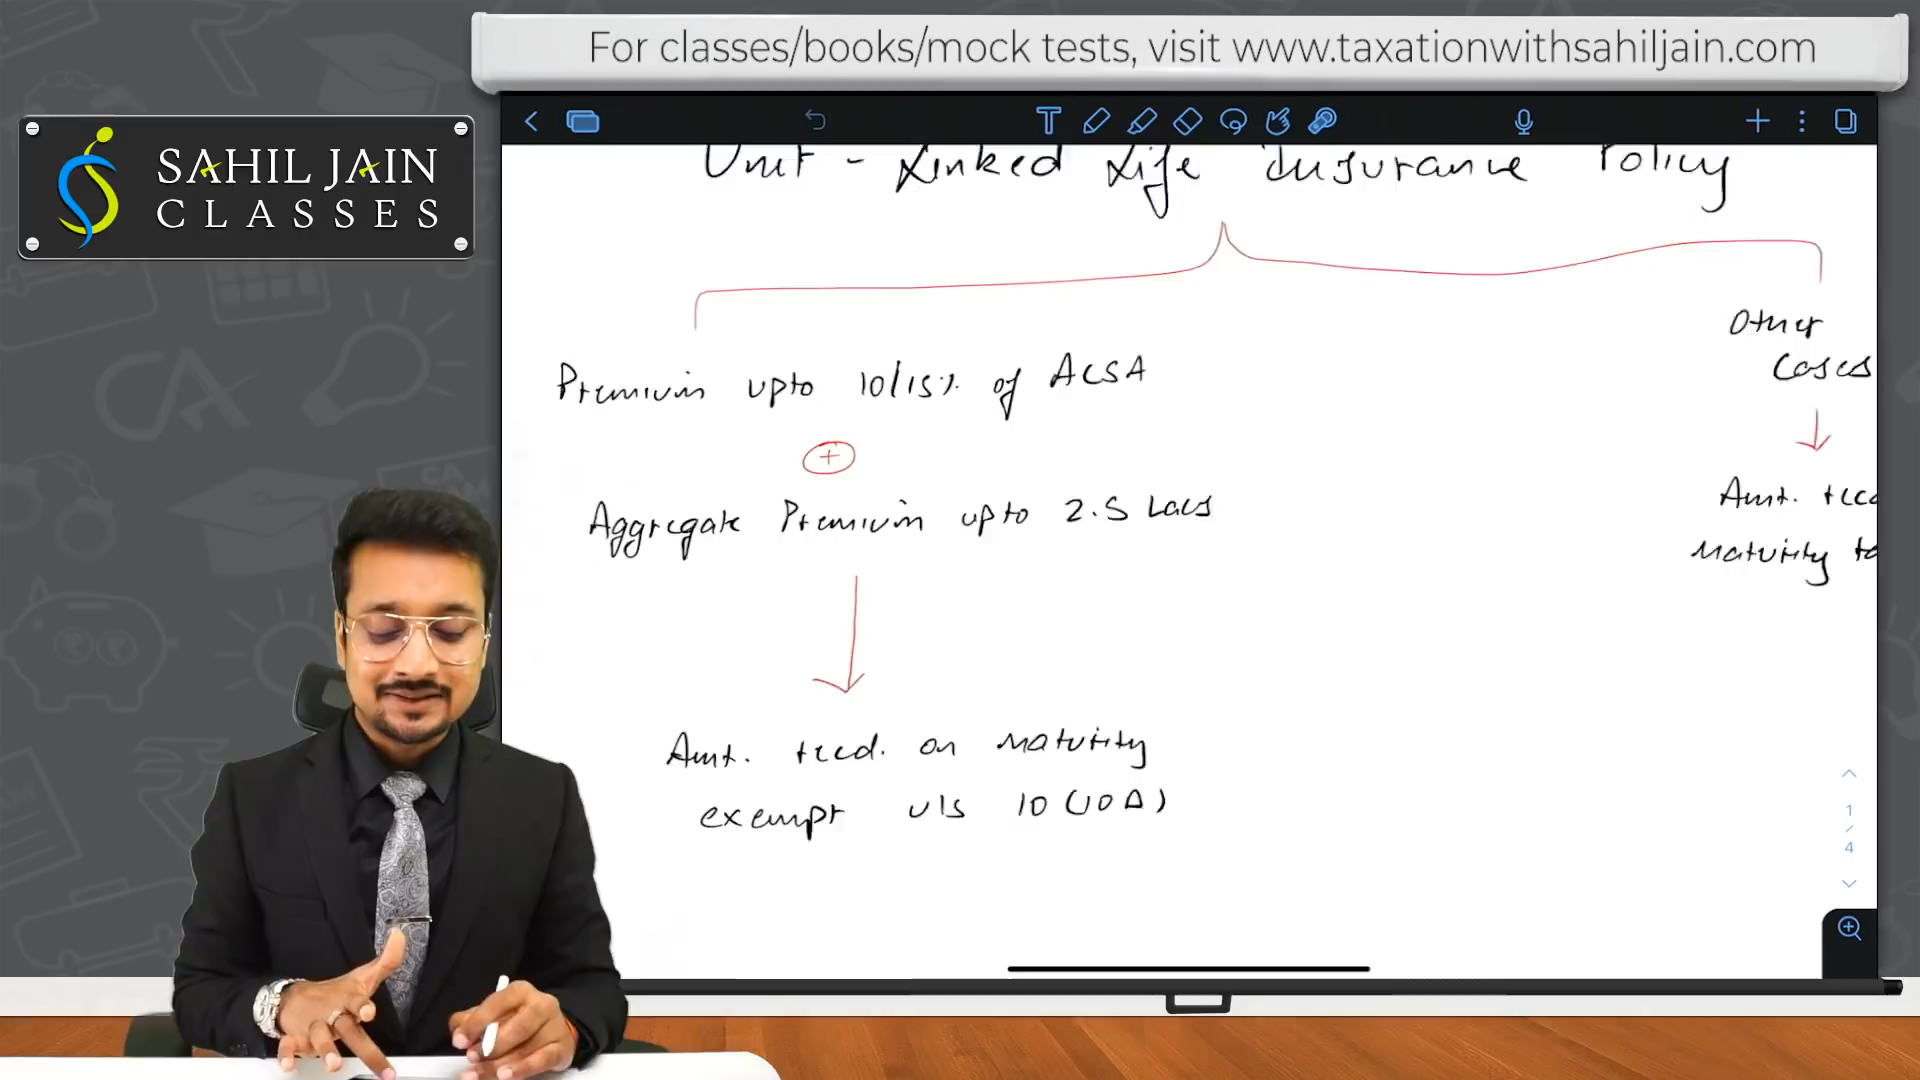 For classes/books/mock tests, visit www.taxationwithsahiljain.com
SAHIL JAIN
CLASSES
Unit - Linked Life Insurance Policy
Premium upto 10/15% of ACSA
+
Aggregate Premium upto 2.5 Lacs
Amt. recd. on maturity
exempt u/s 10(10D)
Other
Cases
Amt. rec
maturity ta
1
/
4